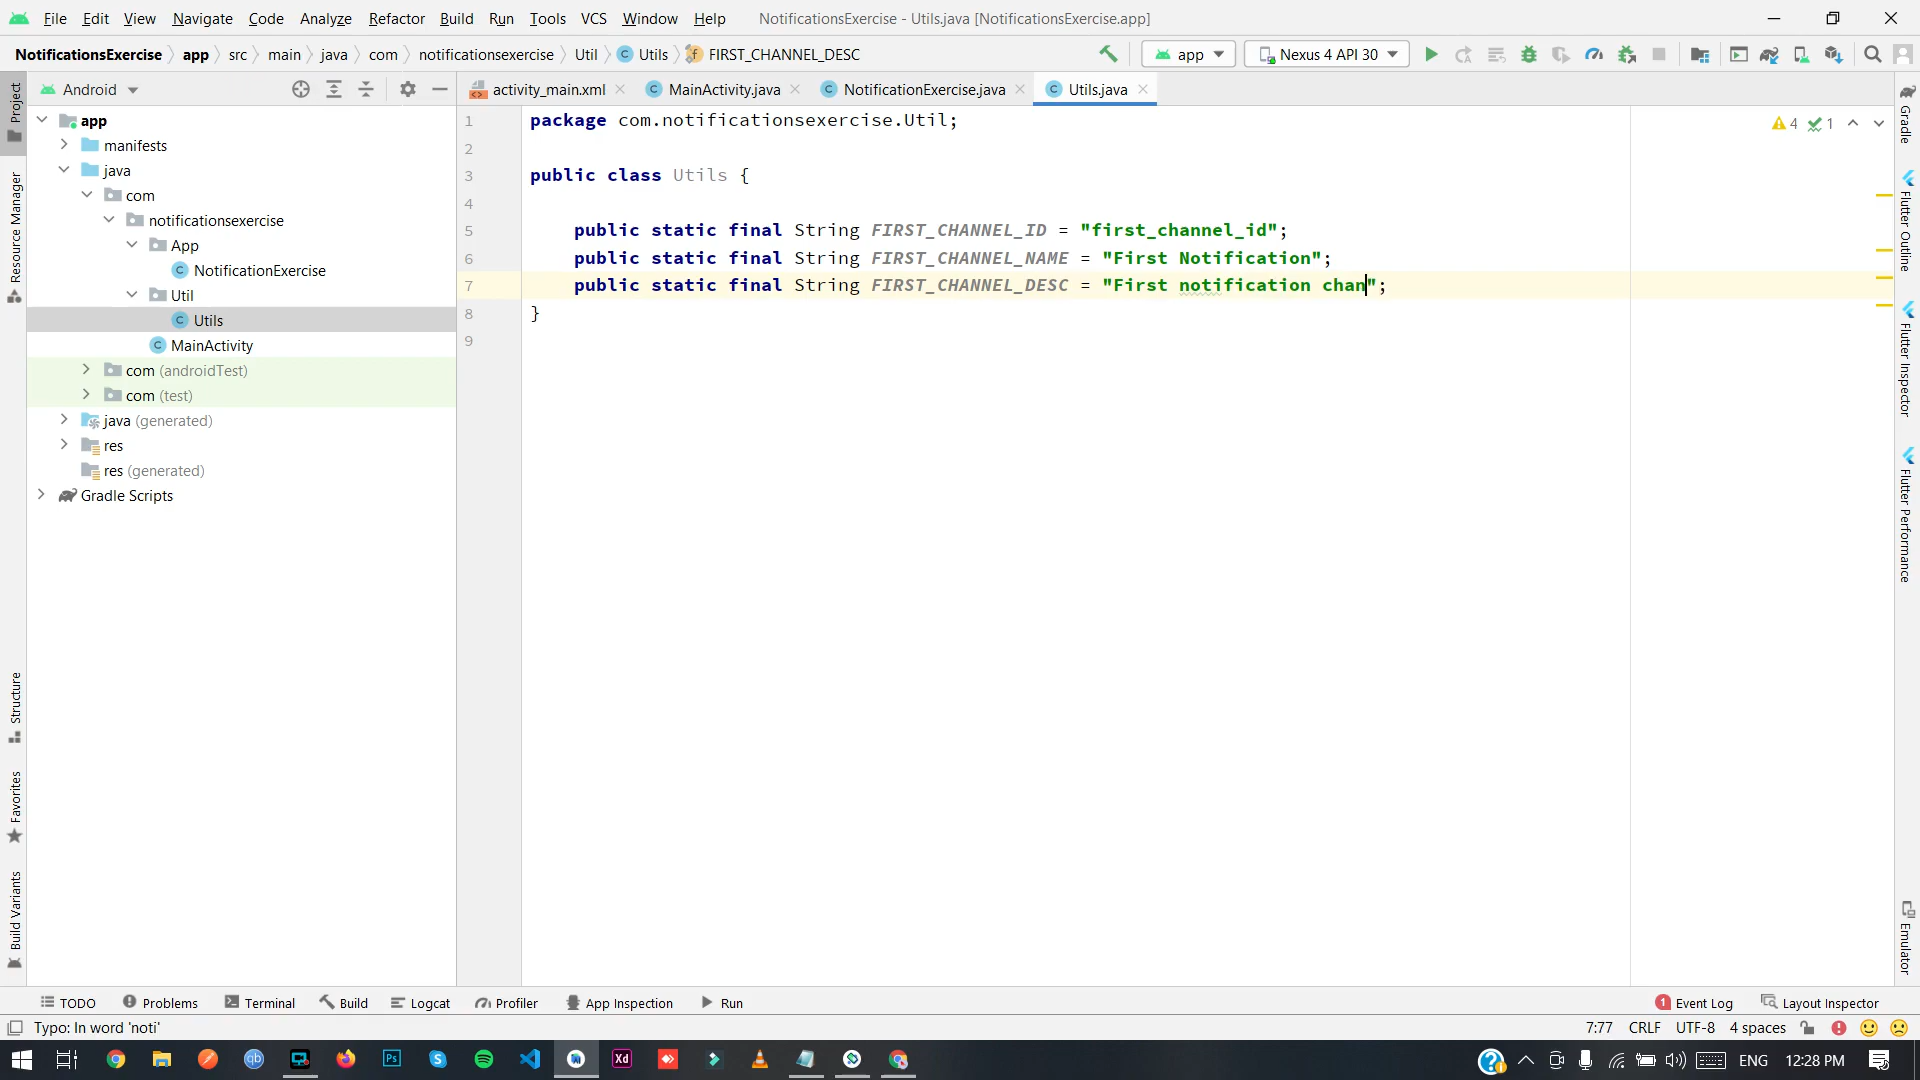 File Edit View Navigate Code Analyze Refactor Build Run Tools VCS Window Help NotificationsExercise - Utils.java [NotificationsExercise.app]
NotificationsExercise app src main java com notificationsexercise Util C Utils f FIRST_CHANNEL_DESC app Nexus 4 API 30
Project
Android
activity_main.xml C MainActivity.java C NotificationExercise.java C Utils.java
app
manifests
java
com
notificationsexercise
App
C NotificationExercise
Util
C Utils
C MainActivity
com (androidTest)
com (test)
java (generated)
res
res (generated)
Gradle Scripts
Resource Manager
Structure
Favorites
Build Variants
1 package com.notificationsexercise.Util;
2
3 public class Utils {
4
5 public static final String FIRST_CHANNEL_ID = "first_channel_id";
6 public static final String FIRST_CHANNEL_NAME = "First Notification";
7 public static final String FIRST_CHANNEL_DESC = "First notification chan";
8 }
9
4 1
Gradle
Flutter Outline
Flutter Inspector
Flutter Performance
Emulator
TODO Problems Terminal Build Logcat Profiler App Inspection Run 1 Event Log Layout Inspector
Typo: In word 'noti' 7:77 CRLF UTF-8 4 spaces
qb Ps Xd ENG 12:28 PM